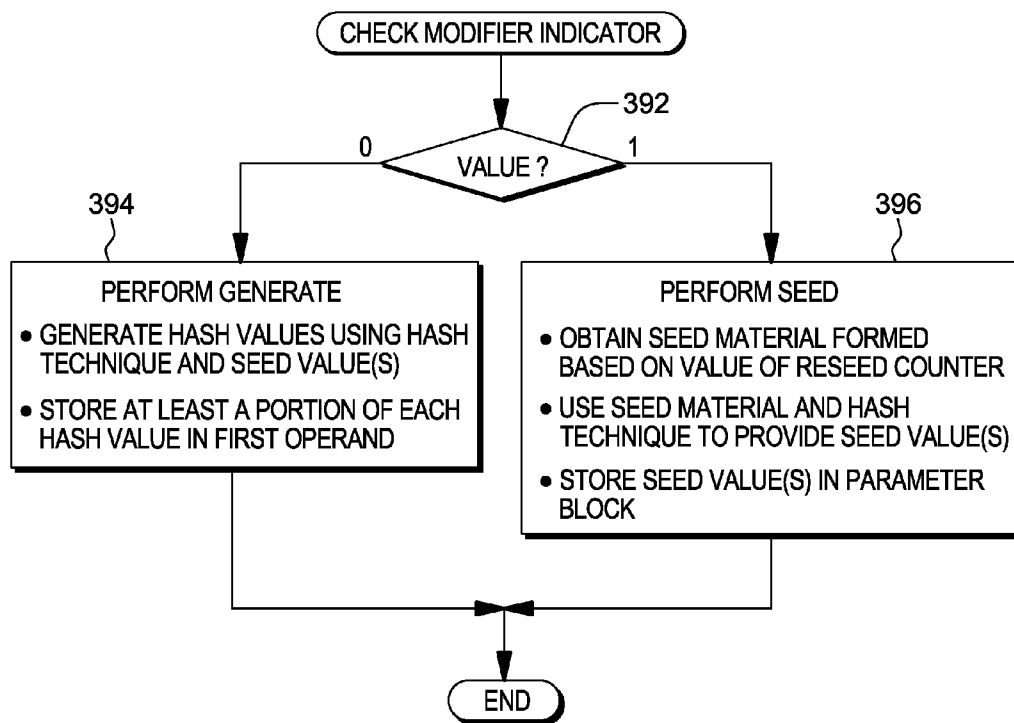 CHECK MODIFIER INDICATOR
392
0
1
VALUE ?
394
396
PERFORM GENERATE
• GENERATE HASH VALUES USING HASH
TECHNIQUE AND SEED VALUE(S)
• STORE AT LEAST A PORTION OF EACH
HASH VALUE IN FIRST OPERAND
PERFORM SEED
• OBTAIN SEED MATERIAL FORMED
BASED ON VALUE OF RESEED COUNTER
• USE SEED MATERIAL AND HASH
TECHNIQUE TO PROVIDE SEED VALUE(S)
• STORE SEED VALUE(S) IN PARAMETER
BLOCK
END